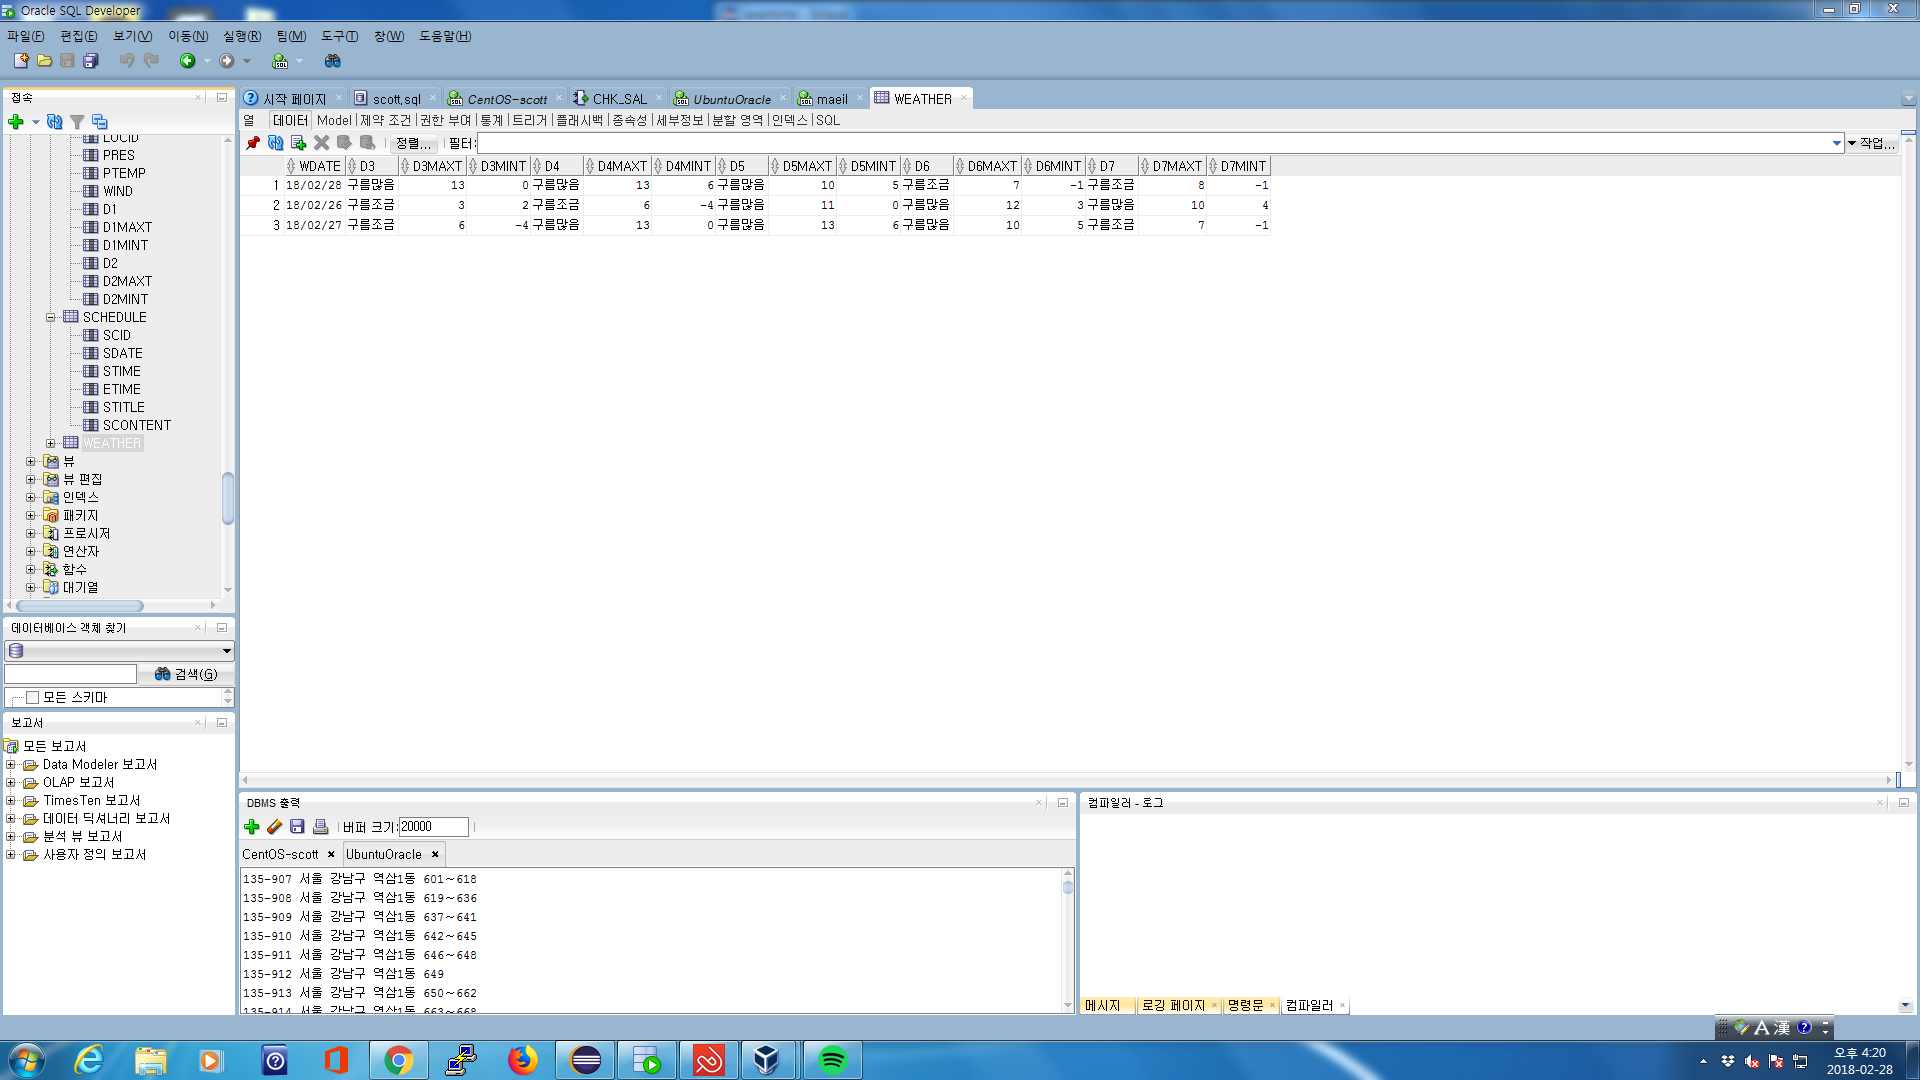 Oracle SQL Developer
파일(F) 편집(E) 보기(V) 이동(N) 실행(R) 팀(M) 도구(T) 창(W) 도움말(H)
접속
LOCID
PRES
PTEMP
WIND
D1
D1MAXT
D1MINT
D2
D2MAXT
D2MINT
SCHEDULE
SCID
SDATE
STIME
ETIME
STITLE
SCONTENT
WEATHER
뷰
뷰 편집
인덱스
패키지
프로시저
연산자
함수
대기열
데이터베이스 객체 찾기
검색(G)
모든 스키마
보고서
모든 보고서
Data Modeler 보고서
OLAP 보고서
TimesTen 보고서
데이터 딕셔너리 보고서
분석 뷰 보고서
사용자 정의 보고서
시작 페이지 scott.sql CentOS-scott CHK_SAL UbuntuOracle maeil WEATHER
열 데이터 Model 제약 조건 권한 부여 통계 트리거 플래시백 종속성 세부정보 분할 영역 인덱스 SQL
정렬... 필터: 작업...
WDATE D3 D3MAXT D3MINT D4 D4MAXT D4MINT D5 D5MAXT D5MINT D6 D6MAXT D6MINT D7 D7MAXT D7MINT
1 18/02/28 구름많음 13 0 구름많음 13 6 구름많음 10 5 구름조금 7 -1 구름조금 8 -1
2 18/02/26 구름조금 3 2 구름조금 6 -4 구름많음 11 0 구름많음 12 3 구름많음 10 4
3 18/02/27 구름조금 6 -4 구름많음 13 0 구름많음 13 6 구름많음 10 5 구름조금 7 -1
DBMS 출력
버퍼 크기: 20000
CentOS-scott UbuntuOracle
135-907 서울 강남구 역삼1동 601~618
135-908 서울 강남구 역삼1동 619~636
135-909 서울 강남구 역삼1동 637~641
135-910 서울 강남구 역삼1동 642~645
135-911 서울 강남구 역삼1동 646~648
135-912 서울 강남구 역삼1동 649
135-913 서울 강남구 역삼1동 650~662
135-914 서울 강남구 역삼1동 663~668
컴파일러 - 로그
메시지 로깅 페이지 명령문 컴파일러
A 漢
오후 4:20
2018-02-28